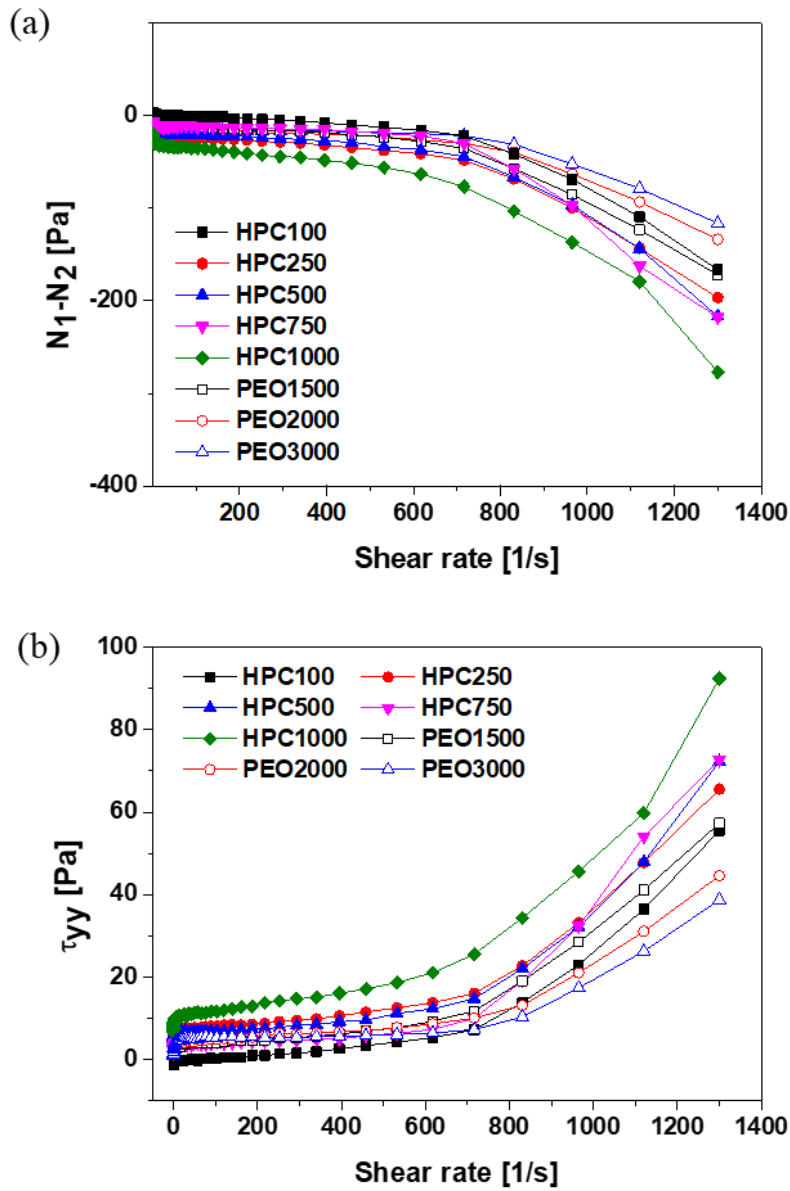 (a)
0
-200
-400
N1-N2 [Pa]
HPC100
HPC250
HPC500
HPC750
HPC1000
PEO1500
PEO2000
PEO3000
200 400 600 800 1000 1200 1400
Shear rate [1/s]
(b)
100
80
60
40
20
0
τyy [Pa]
HPC100 HPC250
HPC500 HPC750
HPC1000 PEO1500
PEO2000 PEO3000
0 200 400 600 800 1000 1200 1400
Shear rate [1/s]